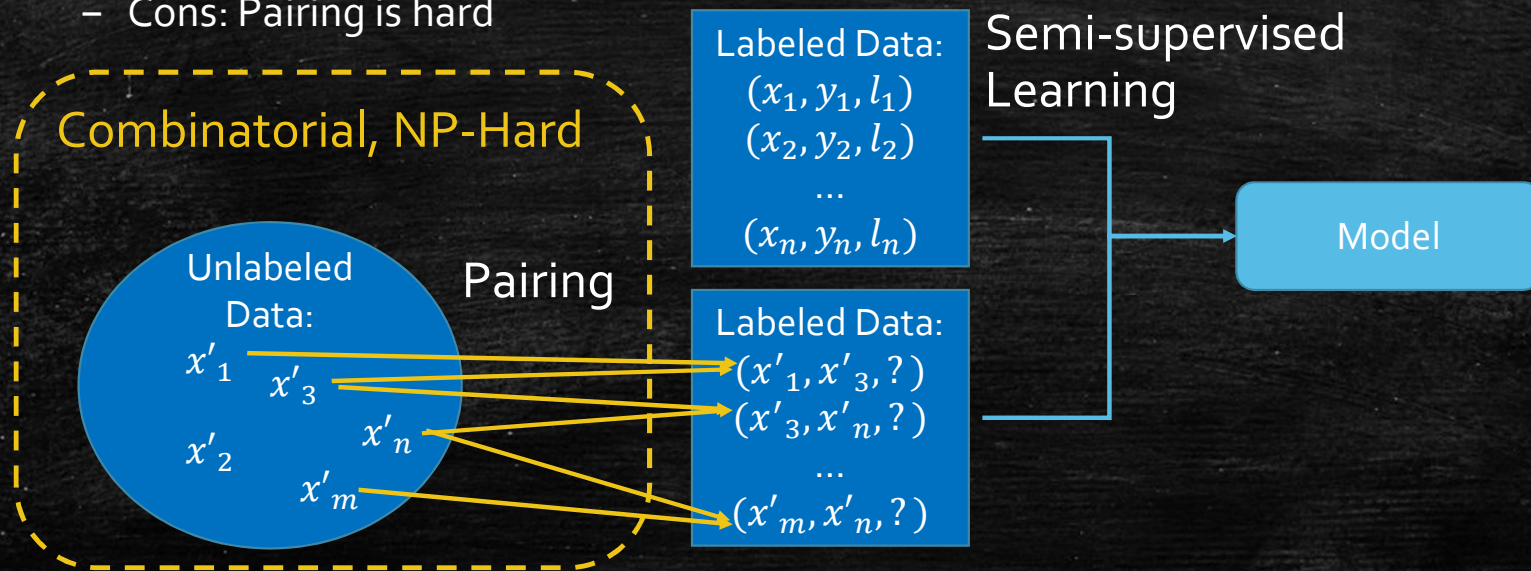 – Cons: Pairing is hard
Combinatorial, NP-Hard
Unlabeled
Data:
x'₁
x'₃
x'₂
x'ₙ
x'ₘ
Pairing
Labeled Data:
(x₁, y₁, l₁)
(x₂, y₂, l₂)
...
(xₙ, yₙ, lₙ)
Labeled Data:
(x'₁, x'₃, ? )
(x'₃, x'ₙ, ? )
...
(x'ₘ, x'ₙ, ? )
Semi-supervised
Learning
Model